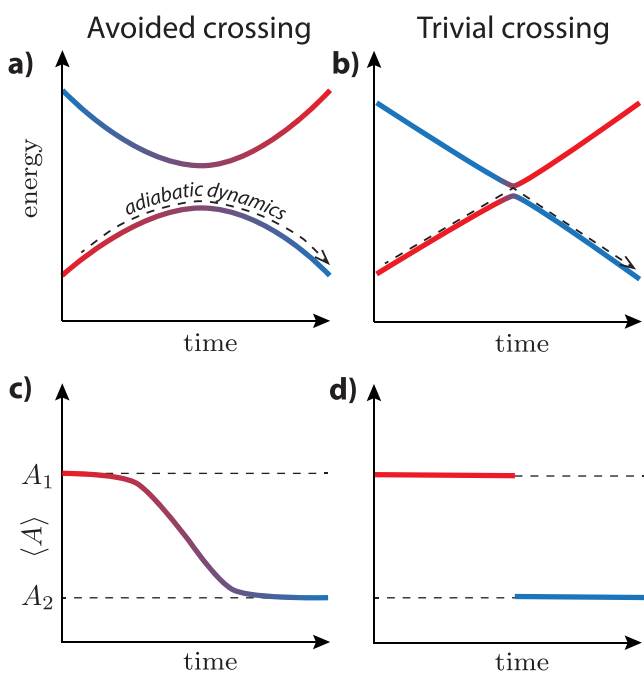 Avoided crossing
Trivial crossing
a)
b)
energy
adiabatic dynamics
time
time
c)
d)
A₁
⟨A⟩
A₂
time
time